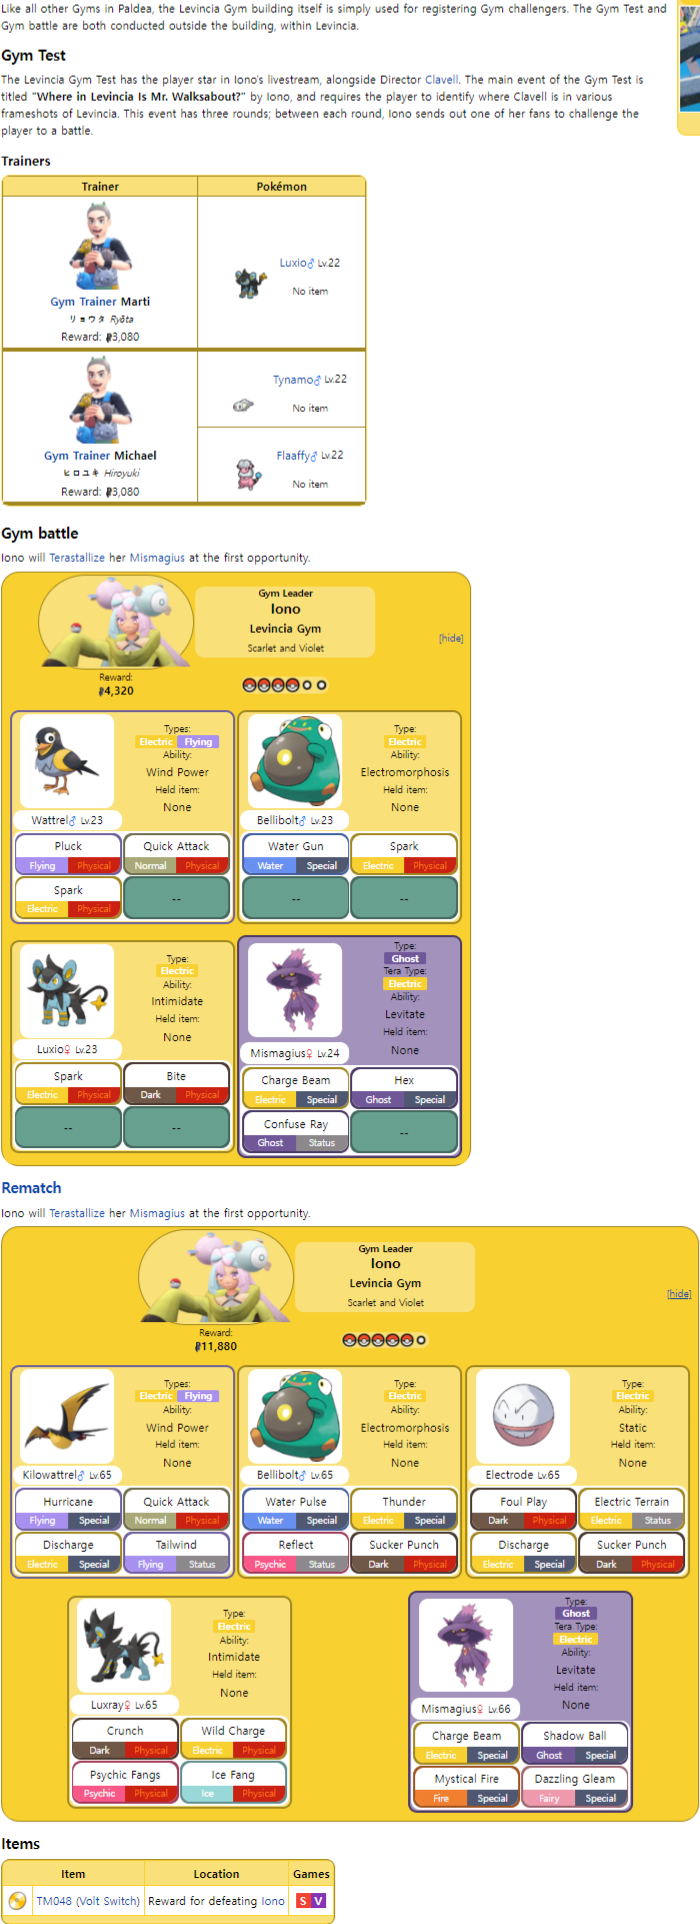 Like all other Gyms in Paldea, the Levincia Gym building itself is simply used for registering Gym challengers. The Gym Test and
Gym battle are both conducted outside the building, within Levincia.
Gym Test
The Levincia Gym Test has the player star in Iono's livestream, alongside Director Clavell. The main event of the Gym Test is
titled "Where in Levincia Is Mr. Walksabout?" by Iono, and requires the player to identify where Clavell is in various
frameshots of Levincia. This event has three rounds; between each round, Iono sends out one of her fans to challenge the
player to a battle.
Trainers
Trainer Pokémon
Luxio♂ Lv.22
No item
Gym Trainer Marti
リョウタ Ryōta
Reward: ₽3,080
Tynamo♂ Lv.22
No item
Flaaffy♂ Lv.22
No item
Gym Trainer Michael
ヒロユキ Hiroyuki
Reward: ₽3,080
Gym battle
Iono will Terastallize her Mismagius at the first opportunity.
Gym Leader
Iono
Levincia Gym
Scarlet and Violet
[hide]
Reward:
₽4,320
Types:
Electric Flying
Ability:
Wind Power
Held item:
None
Wattrel♂ Lv.23
Pluck Quick Attack
Flying Physical Normal Physical
Spark --
Electric Physical
Type:
Electric
Ability:
Electromorphosis
Held item:
None
Bellibolt♂ Lv.23
Water Gun Spark
Water Special Electric Physical
-- --
Type:
Electric
Ability:
Intimidate
Held item:
None
Luxio♀ Lv.23
Spark Bite
Electric Physical Dark Physical
-- --
Type:
Ghost
Tera Type:
Electric
Ability:
Levitate
Held item:
None
Mismagius♀ Lv.24
Charge Beam Hex
Electric Special Ghost Special
Confuse Ray --
Ghost Status
Rematch
Iono will Terastallize her Mismagius at the first opportunity.
Gym Leader
Iono
Levincia Gym
Scarlet and Violet
[hide]
Reward:
₽11,880
Types:
Electric Flying
Ability:
Wind Power
Held item:
None
Kilowattrel♂ Lv.65
Hurricane Quick Attack
Flying Special Normal Physical
Discharge Tailwind
Electric Special Flying Status
Type:
Electric
Ability:
Electromorphosis
Held item:
None
Bellibolt♂ Lv.65
Water Pulse Thunder
Water Special Electric Special
Reflect Sucker Punch
Psychic Status Dark Physical
Type:
Electric
Ability:
Static
Held item:
None
Electrode Lv.65
Foul Play Electric Terrain
Dark Physical Electric Status
Discharge Sucker Punch
Electric Special Dark Physical
Type:
Electric
Ability:
Intimidate
Held item:
None
Luxray♀ Lv.65
Crunch Wild Charge
Dark Physical Electric Physical
Psychic Fangs Ice Fang
Psychic Physical Ice Physical
Type:
Ghost
Tera Type:
Electric
Ability:
Levitate
Held item:
None
Mismagius♀ Lv.66
Charge Beam Shadow Ball
Electric Special Ghost Special
Mystical Fire Dazzling Gleam
Fire Special Fairy Special
Items
Item Location Games
TM048 (Volt Switch) Reward for defeating Iono S V